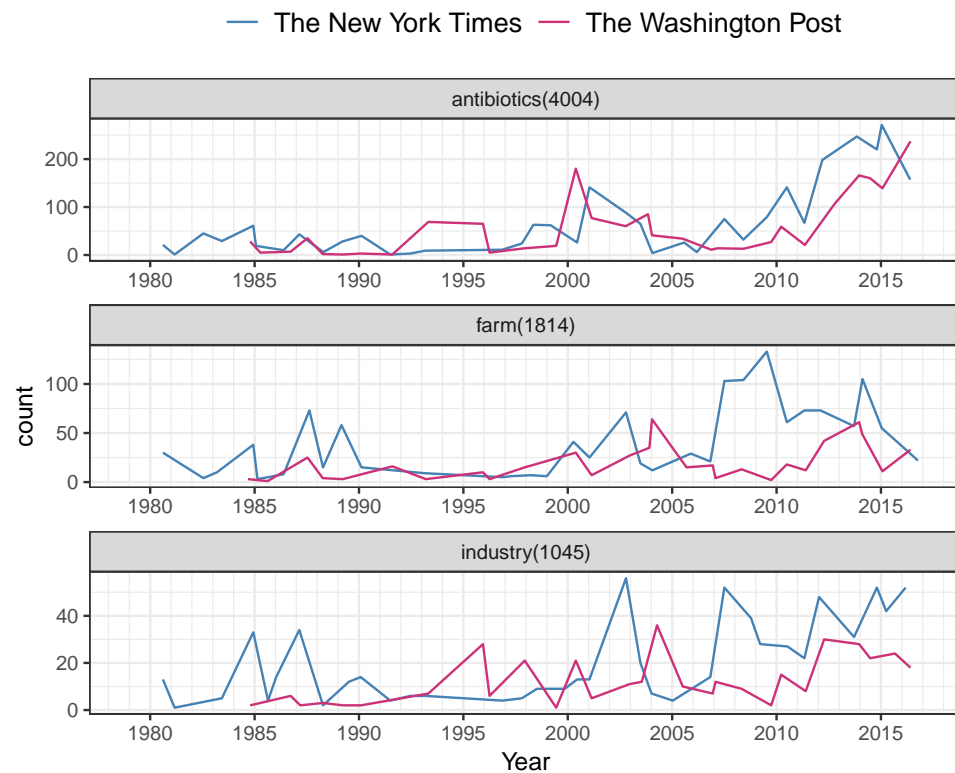 The New York Times The Washington Post
antibiotics(4004)
200
100
0
1980 1985 1990 1995 2000 2005 2010 2015
farm(1814)
count
100
50
0
1980 1985 1990 1995 2000 2005 2010 2015
industry(1045)
40
20
0
1980 1985 1990 1995 2000 2005 2010 2015
Year